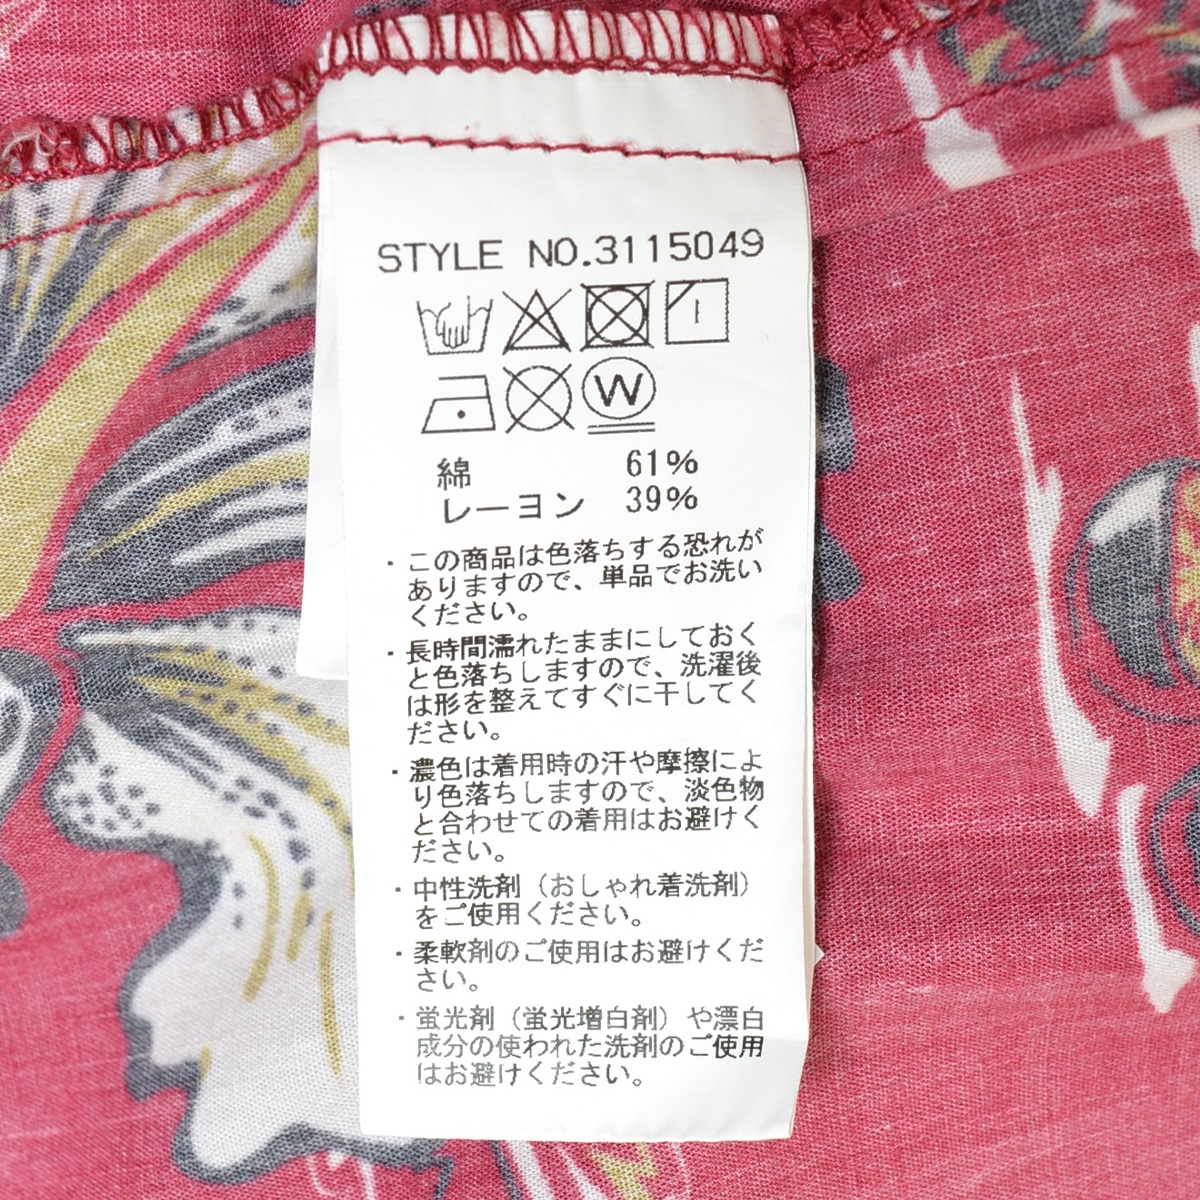 STYLE NO.3115049
W
綿 61%
レーヨン 39%
・この商品は色落ちする恐れが
ありますので、単品でお洗い
ください。
・長時間濡れたままにしておく
と色落ちしますので、洗濯後
は形を整えてすぐに干してく
ださい。
・濃色は着用時の汗や摩擦によ
り色落ちしますので、淡色物
と合わせての着用はお避けく
ださい。
・中性洗剤（おしゃれ着洗剤）
をご使用ください。
・柔軟剤のご使用はお避けくだ
さい。
・蛍光剤（蛍光増白剤）や漂白
成分の使われた洗剤のご使用
はお避けください。